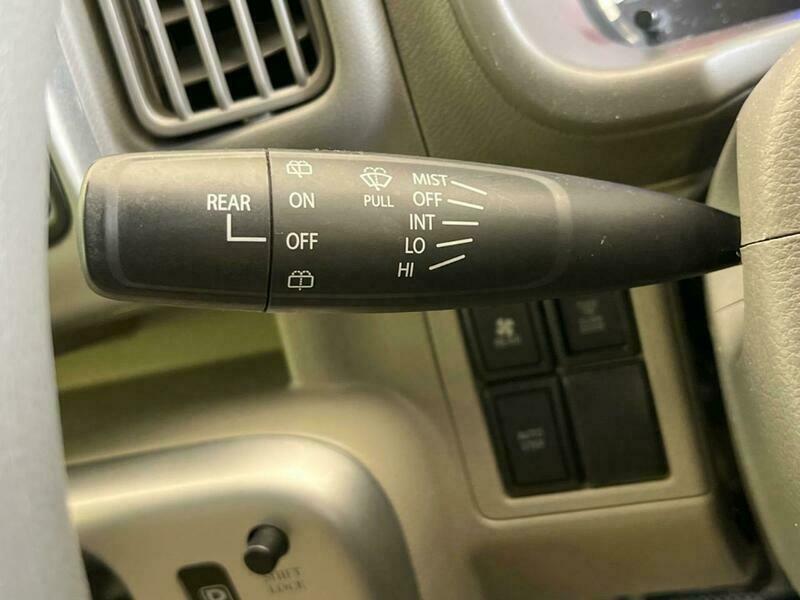 REAR
ON
OFF
PULL
MIST
OFF
INT
LO
HI
SHIFT
LOCK
P